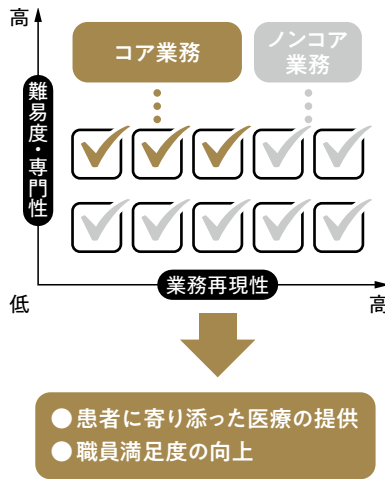 高
コア業務
ノンコア
業務
難易度・専門性
業務再現性
低
高
●患者に寄り添った医療の提供
●職員満足度の向上